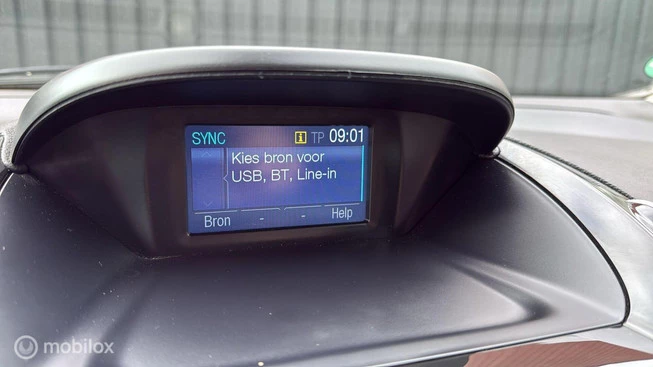 SYNC i TP 09:01
Kies bron voor
USB, BT, Line-in
Bron - - Help
mobilox